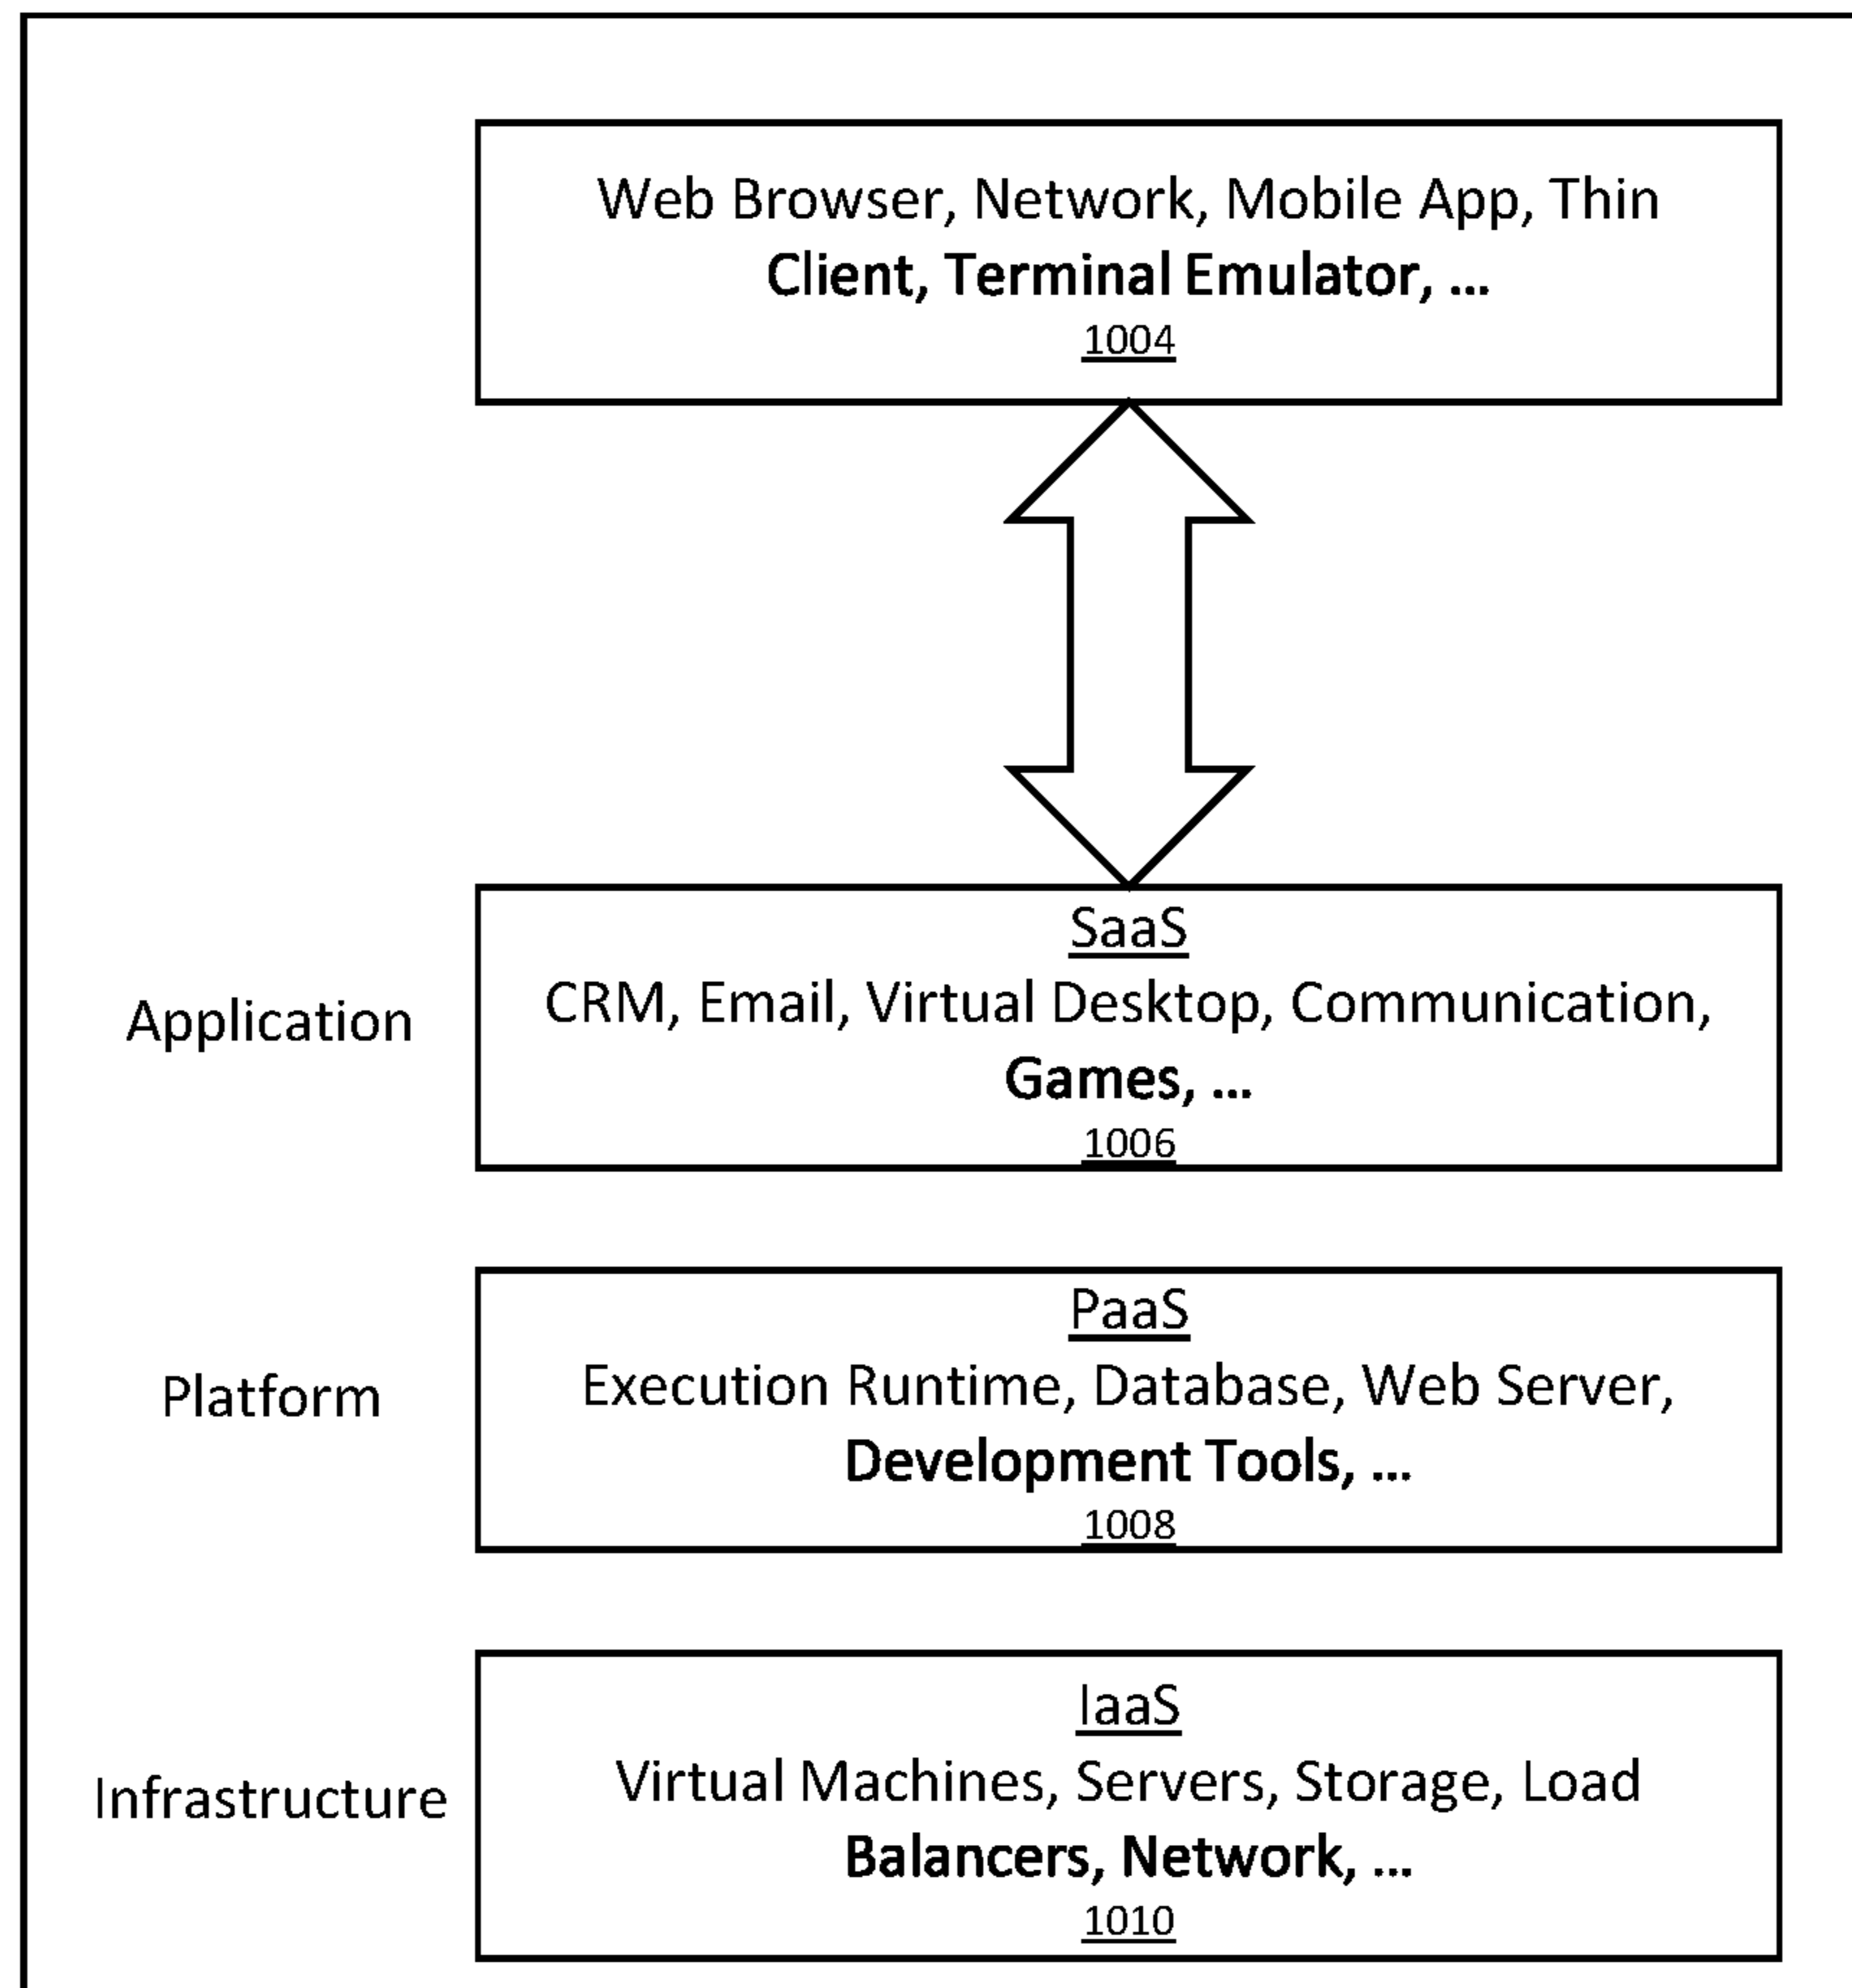 Web Browser, Network, Mobile App, Thin
Client, Terminal Emulator, ...
1004
SaaS
Application
CRM, Email, Virtual Desktop, Communication,
Games, ...
1006
PaaS
Platform
Execution Runtime, Database, Web Server,
Development Tools, ...
1008
IaaS
Infrastructure
Virtual Machines, Servers, Storage, Load
Balancers, Network, ...
1010